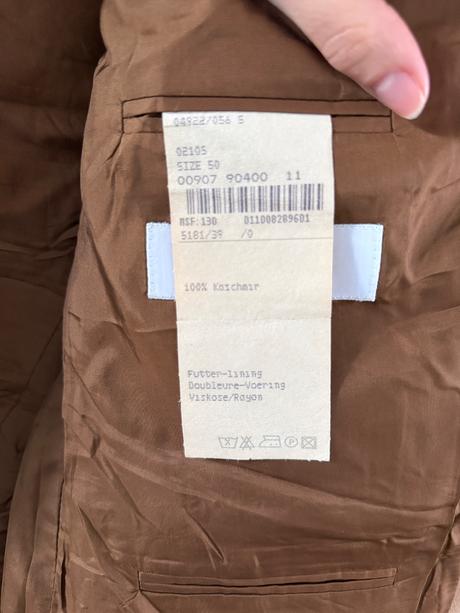 04922/056 5
02105
SIZE 50
00907 90400 11
MSF:130 011008289601
5181/39 /0
100% Kaschmir
Futter-lining
Doubleure-Voering
Viskose/Rayon
P